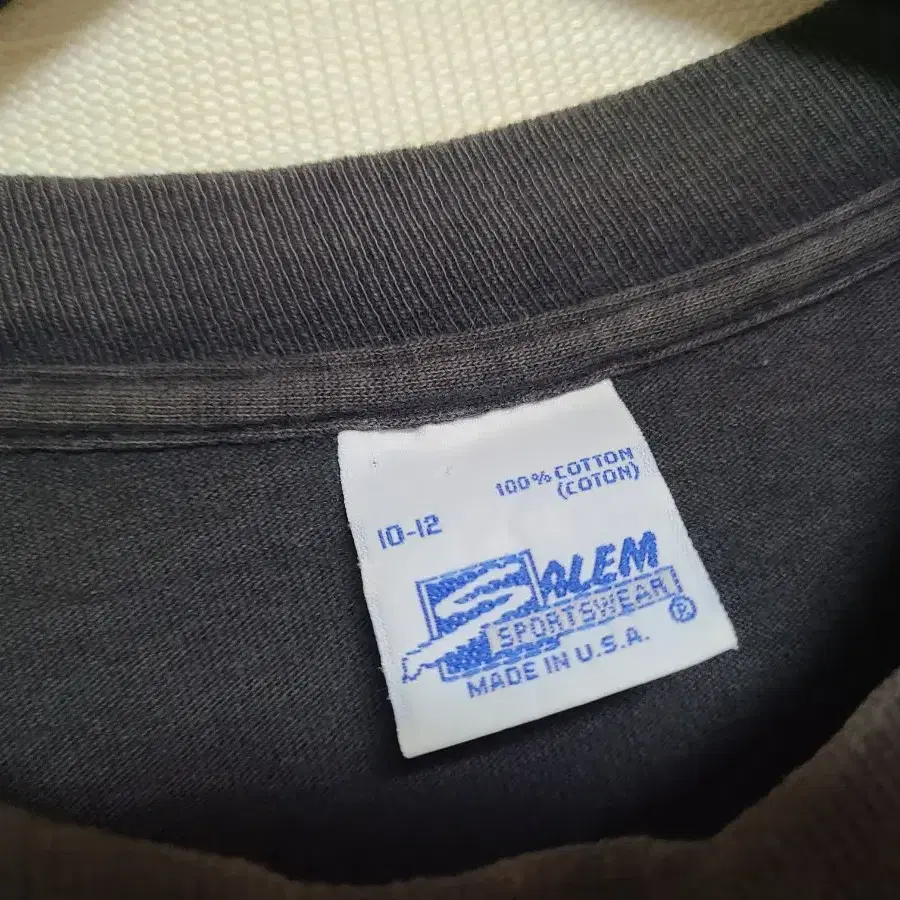 100% COTTON
(COTON)
10-12
SALEM
SPORTSWEAR ®
MADE IN U.S.A.